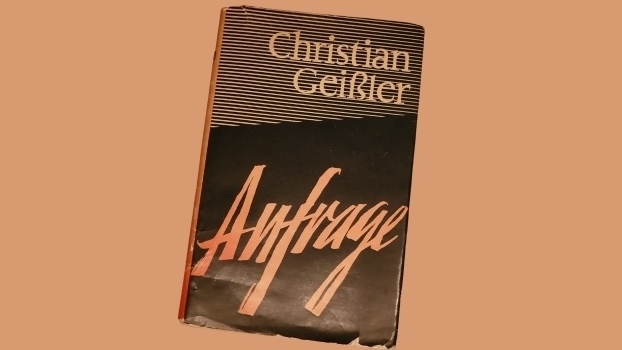 Christian
Geißler
Anfrage